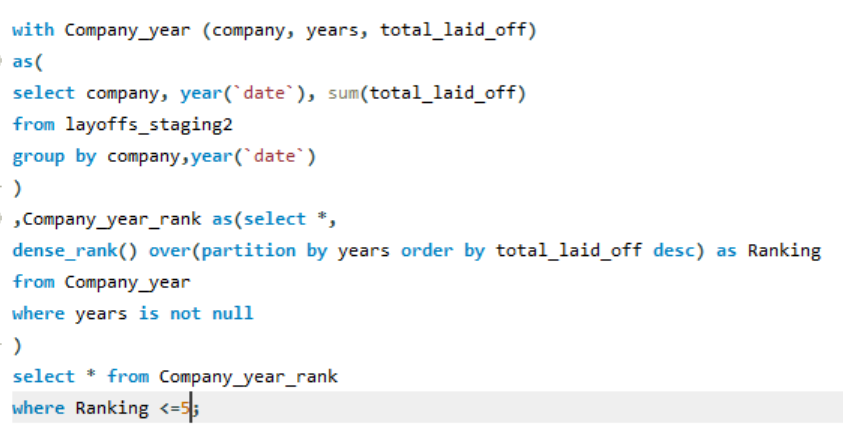 with Company_year (company, years, total_laid_off)
as(
select company, year(`date`), sum(total_laid_off)
from layoffs_staging2
group by company,year(`date`)
)
,Company_year_rank as(select *,
dense_rank() over(partition by years order by total_laid_off desc) as Ranking
from Company_year
where years is not null
)
select * from Company_year_rank
where Ranking <=5;